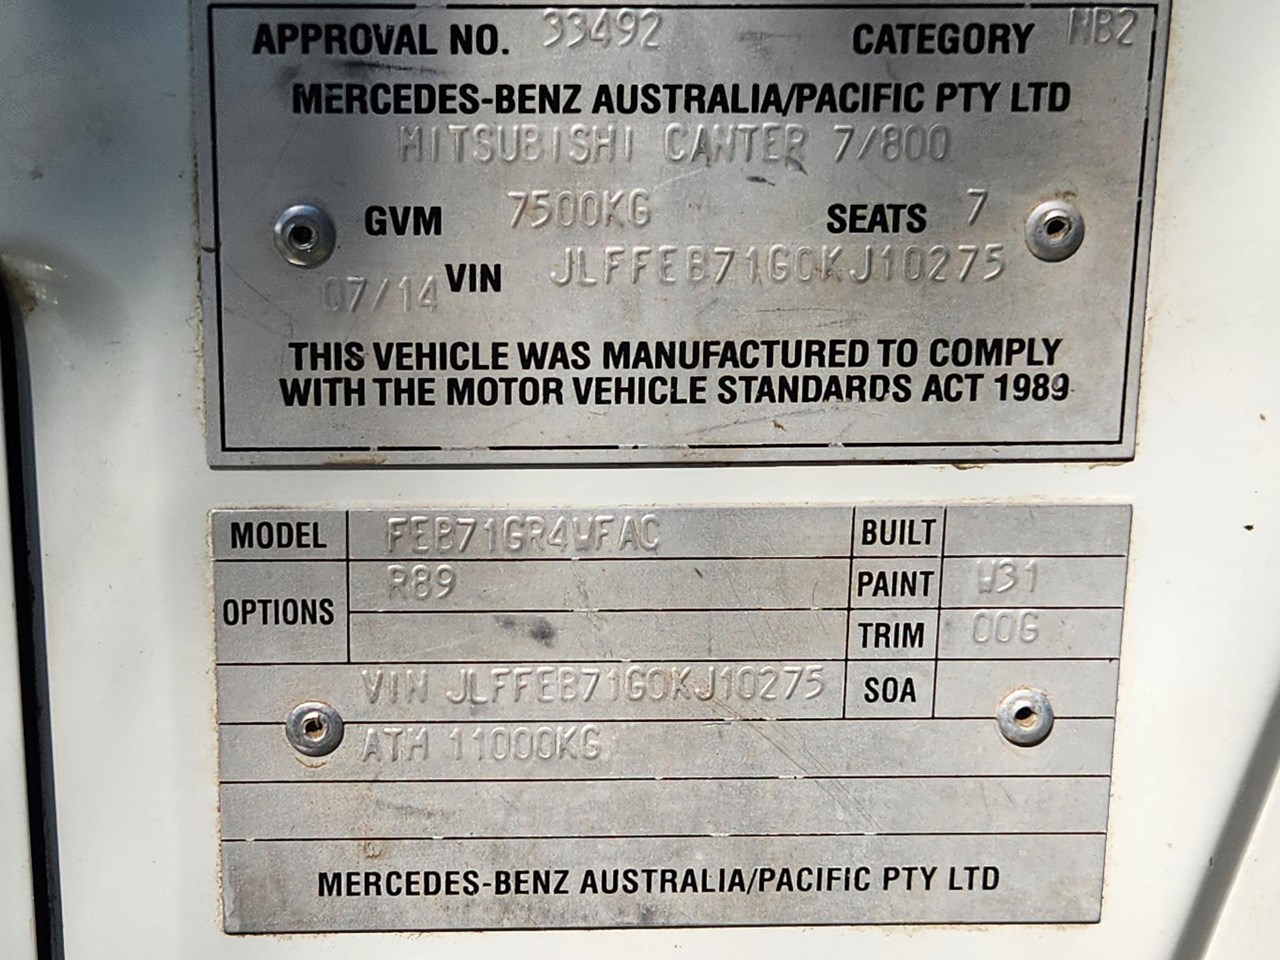 APPROVAL NO. 33492 CATEGORY NB2
MERCEDES-BENZ AUSTRALIA/PACIFIC PTY LTD
MITSUBISHI CANTER 7/800
GVM 7500KG SEATS 7
07/14 VIN JLFFEB71G0KJ10275
THIS VEHICLE WAS MANUFACTURED TO COMPLY
WITH THE MOTOR VEHICLE STANDARDS ACT 1989
MODEL FEB71GR4WFAC BUILT
OPTIONS R89 PAINT W31
TRIM 00G
VIN JLFFEB71G0KJ10275 SOA
ATM 11000KG
MERCEDES-BENZ AUSTRALIA/PACIFIC PTY LTD